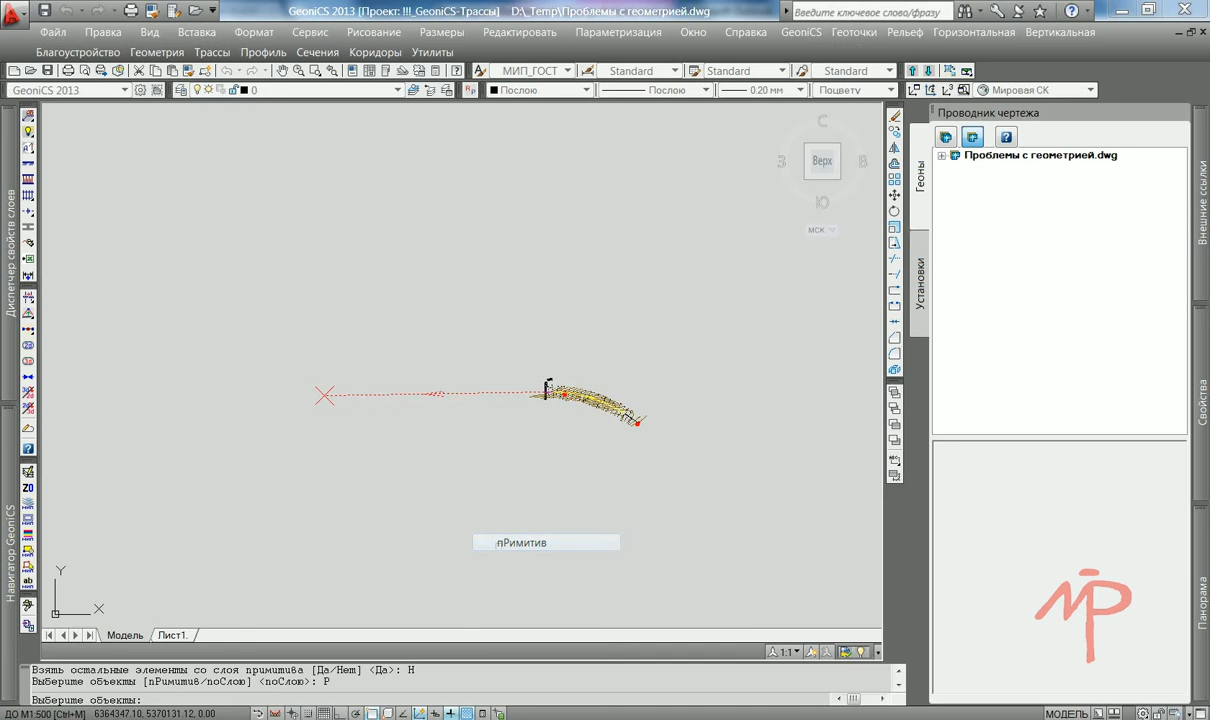 GeoniCS 2013 [Проект: !!!_GeoniCS-Трассы] D:\_Temp\Проблемы с геометрией.dwg
Введите ключевое слово/фразу
Файл Правка Вид Вставка Формат Сервис Рисование Размеры Редактировать Параметризация Окно Справка GeoniCS Геоточки Рельеф Горизонтальная Вертикальная
Благоустройство Геометрия Трассы Профиль Сечения Коридоры Утилиты
МИП_ГОСТ Standard Standard Standard
GeoniCS 2013 0 Послою Послою 0.20 мм Поцвету Мировая СК
Проводник чертежа
Проблемы с геометрией.dwg
Геоны
Установки
Диспетчер свойств слоев
Навигатор GeoniCS
Внешние ссылки
Свойства
Панорама
С
З Верх В
Ю
МСК
пРимитив
Z0
Y
X
Модель Лист1.
1:1
Взять остальные элементы со слоя примитива [Да/Нет] <Да>: Н
Выберите объекты [пРимитив/поСлою] <поСлою>: Р
Выберите объекты:
ДО М1:500 [Ctrl+M] 6364347.10, 5370131.12, 0.00 МОДЕЛЬ